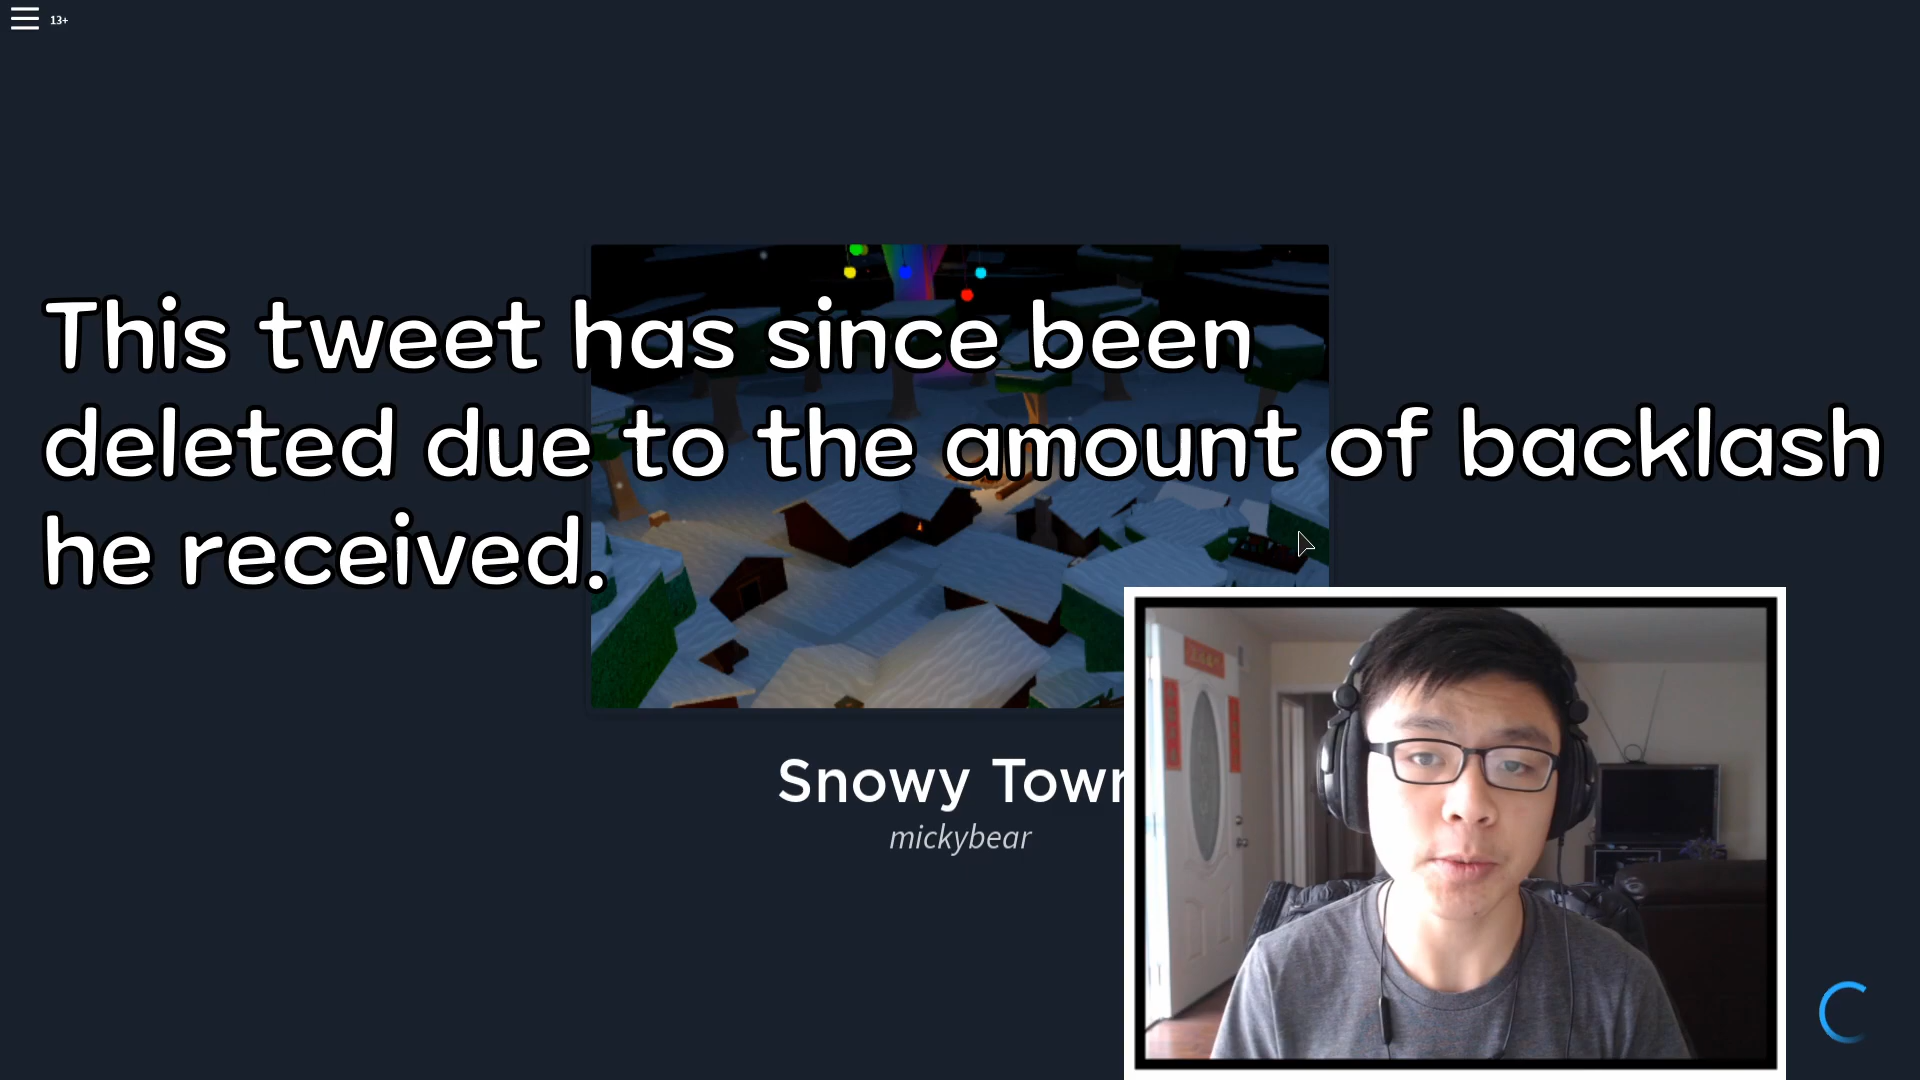 13+
This tweet has since been
deleted due to the amount of backlash
he received.
Snowy Town
mickybear